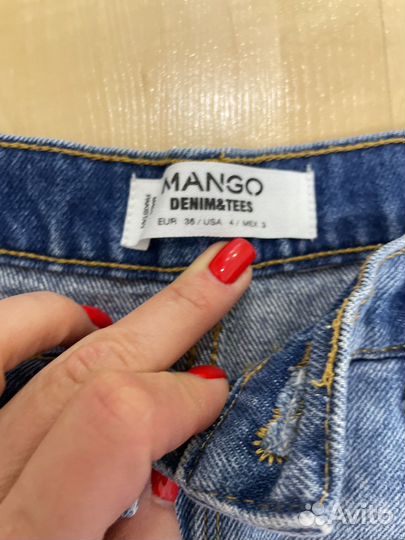 MANGO
DENIM&TEES
EUR 36 / USA 4 / MEX 3
Avito